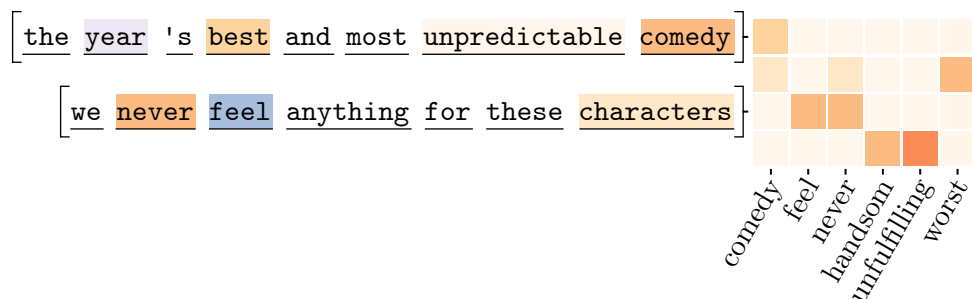 the year 's best and most unpredictable comedy
we never feel anything for these characters
comedy
feel
never
handsom
unfulfilling
worst